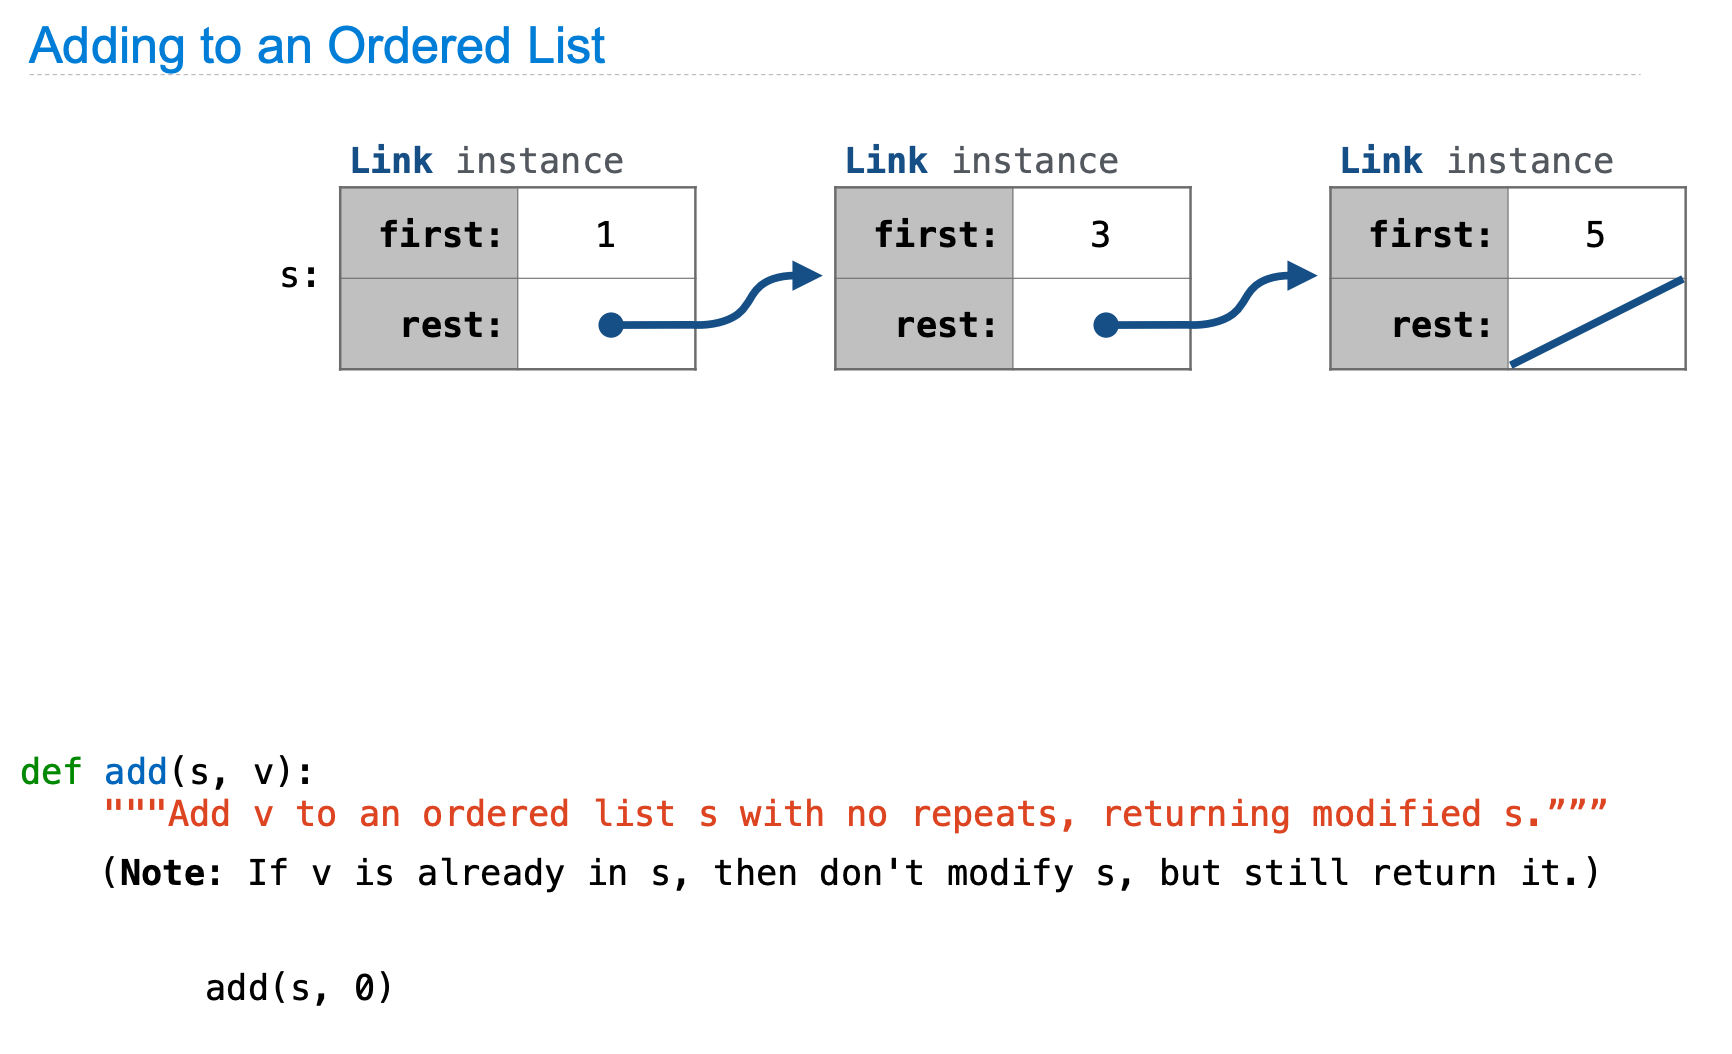 Adding to an Ordered List
Link instance
Link instance
Link instance
s:
first: 1
rest:
first: 3
rest:
first: 5
rest:
def add(s, v):
"""Add v to an ordered list s with no repeats, returning modified s.”””
(Note: If v is already in s, then don't modify s, but still return it.)
add(s, 0)